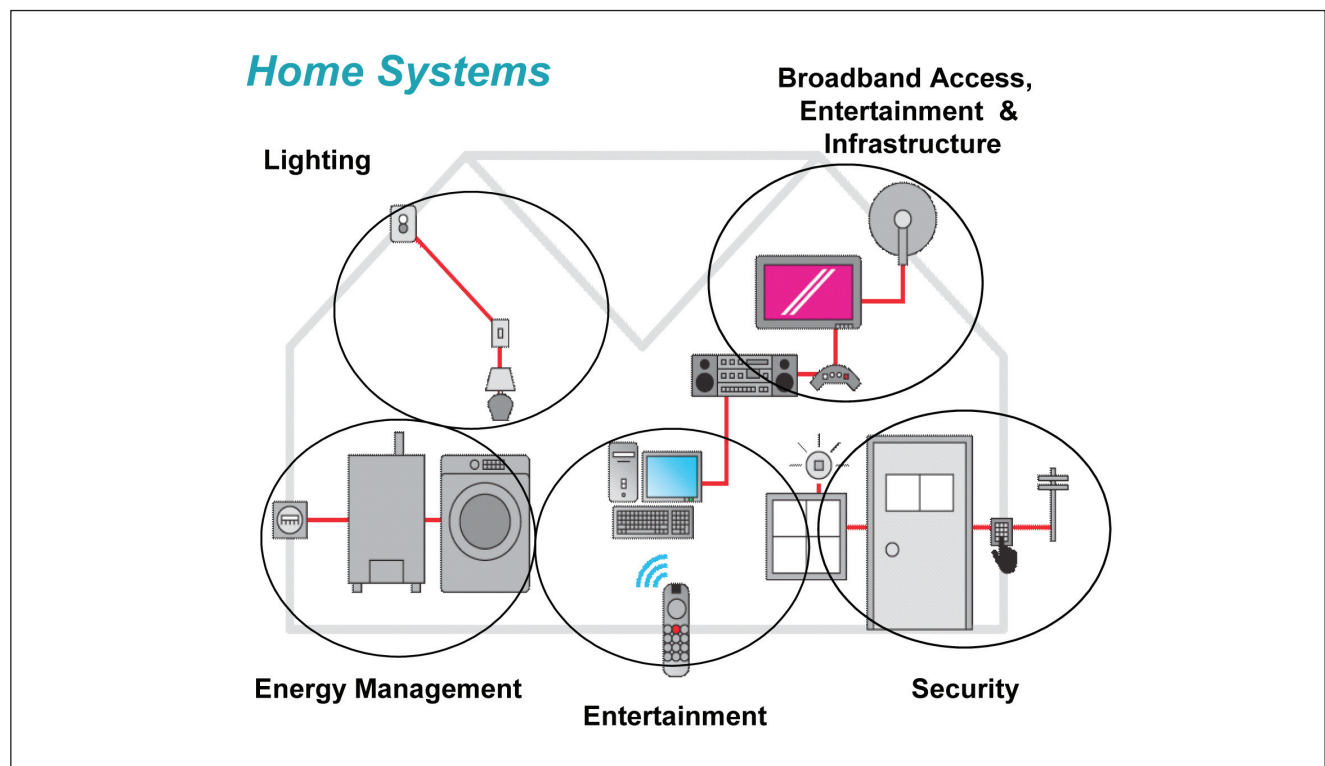 Home Systems
Broadband Access,
Entertainment &
Infrastructure
Lighting
Energy Management
Entertainment
Security